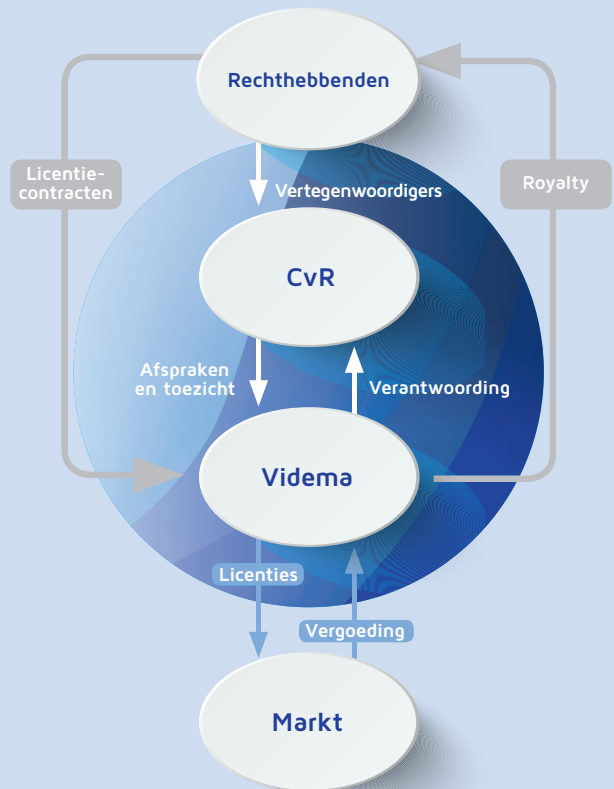 Rechthebbenden
Licentie-
contracten
Royalty
Vertegenwoordigers
CvR
Afspraken
en toezicht
Verantwoording
Videma
Licenties
Vergoeding
Markt